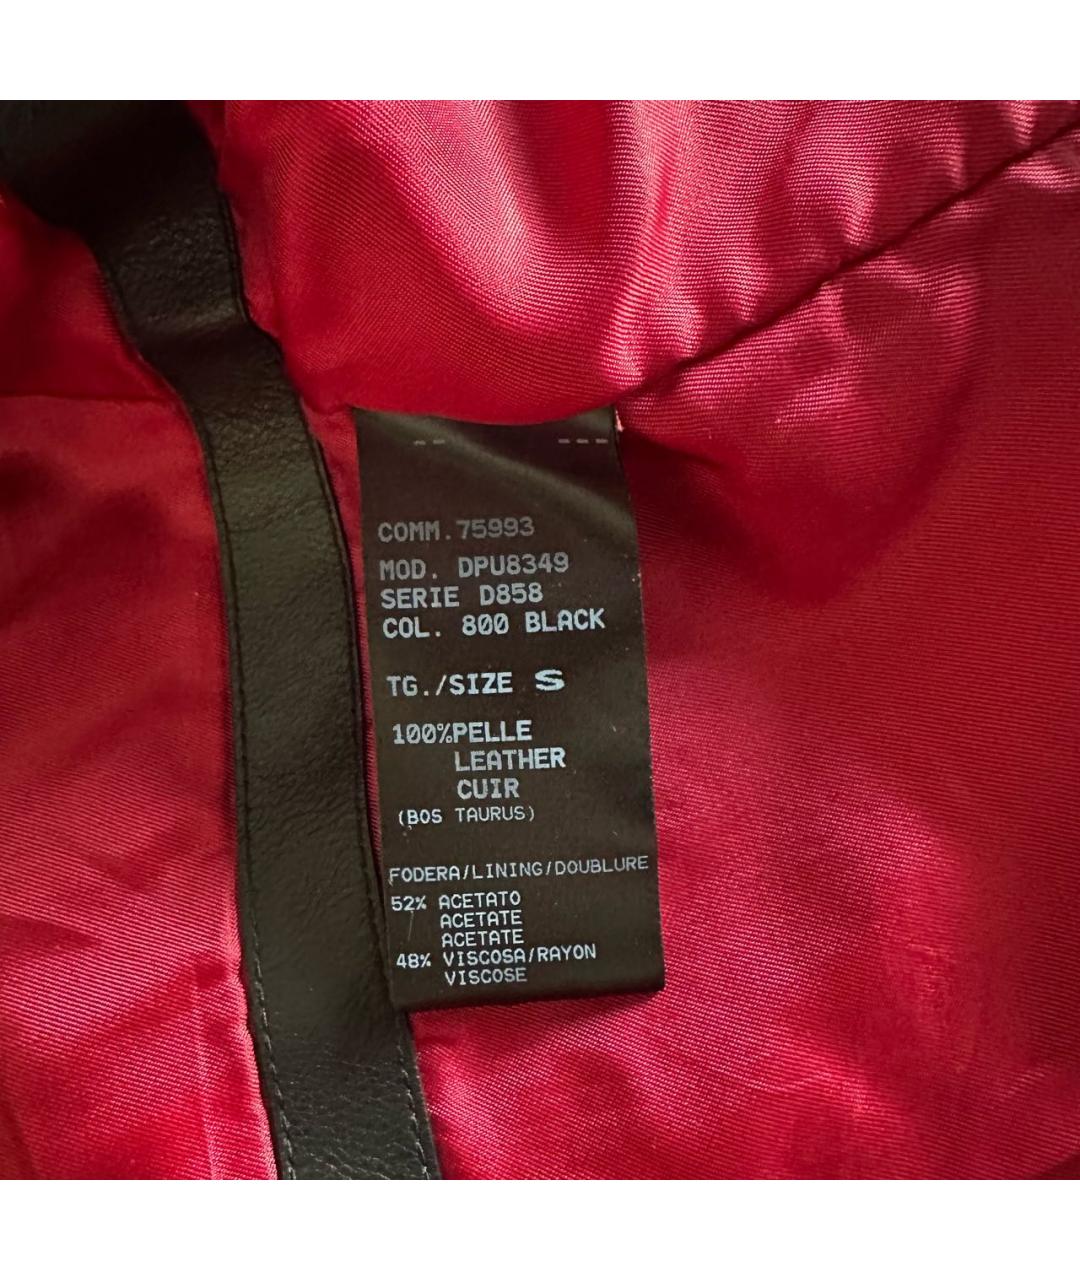 COMM.75993
MOD. DPU8349
SERIE D858
COL. 800 BLACK
TG./SIZE S
100%PELLE
LEATHER
CUIR
(BOS TAURUS)
FODERA/LINING/DOUBLURE
52% ACETATO
ACETATE
ACETATE
48% VISCOSA/RAYON
VISCOSE